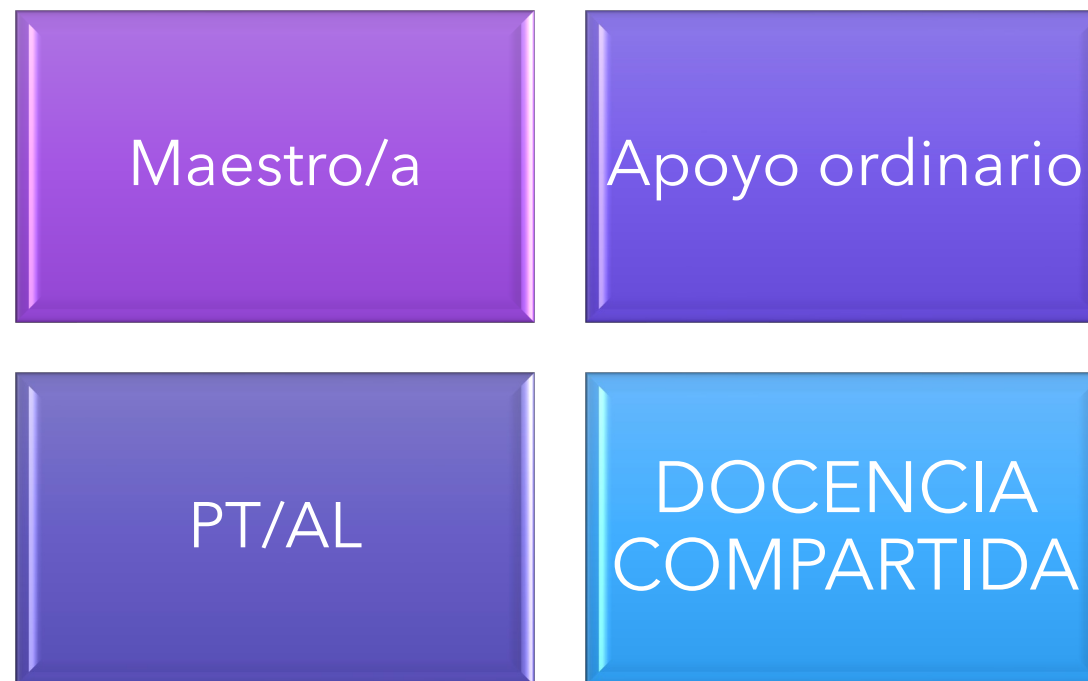 Maestro/a
Apoyo ordinario
PT/AL
DOCENCIA
COMPARTIDA